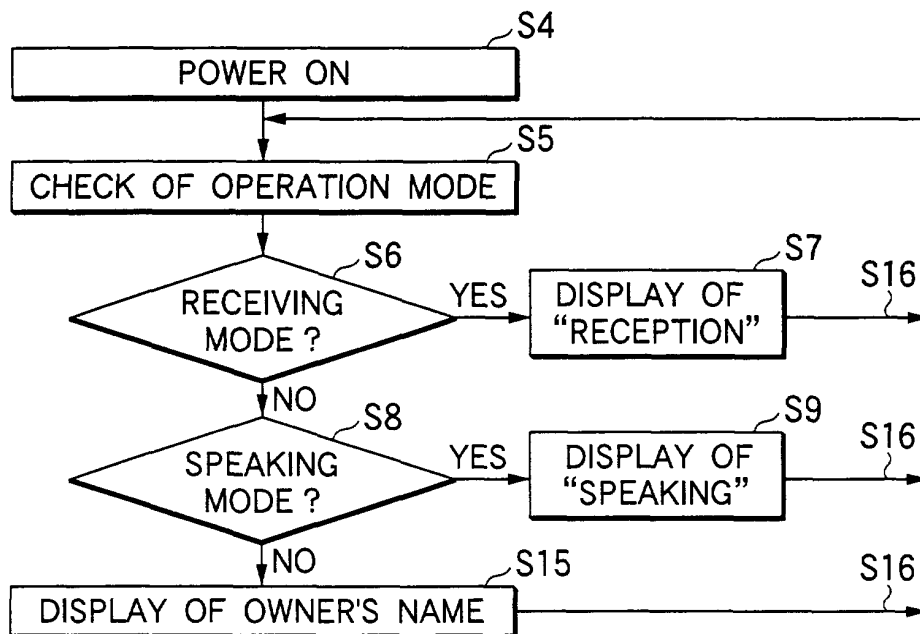 S4
POWER ON
S5
CHECK OF OPERATION MODE
S6
RECEIVING
MODE ?
YES
S7
DISPLAY OF
“RECEPTION”
S16
NO
S8
SPEAKING
MODE ?
YES
S9
DISPLAY OF
“SPEAKING”
S16
NO
S15
DISPLAY OF OWNER'S NAME
S16